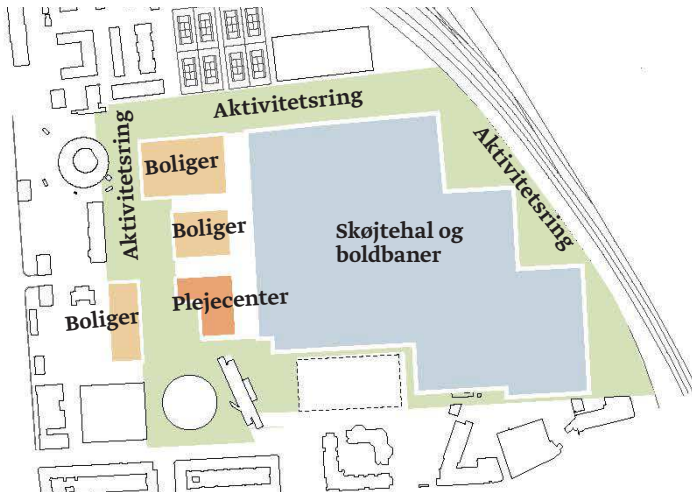 Aktivitetsring
Aktivitetsring
Aktivitetsring
Boliger
Boliger
Skøjtehal og
boldbaner
Plejecenter
Boliger